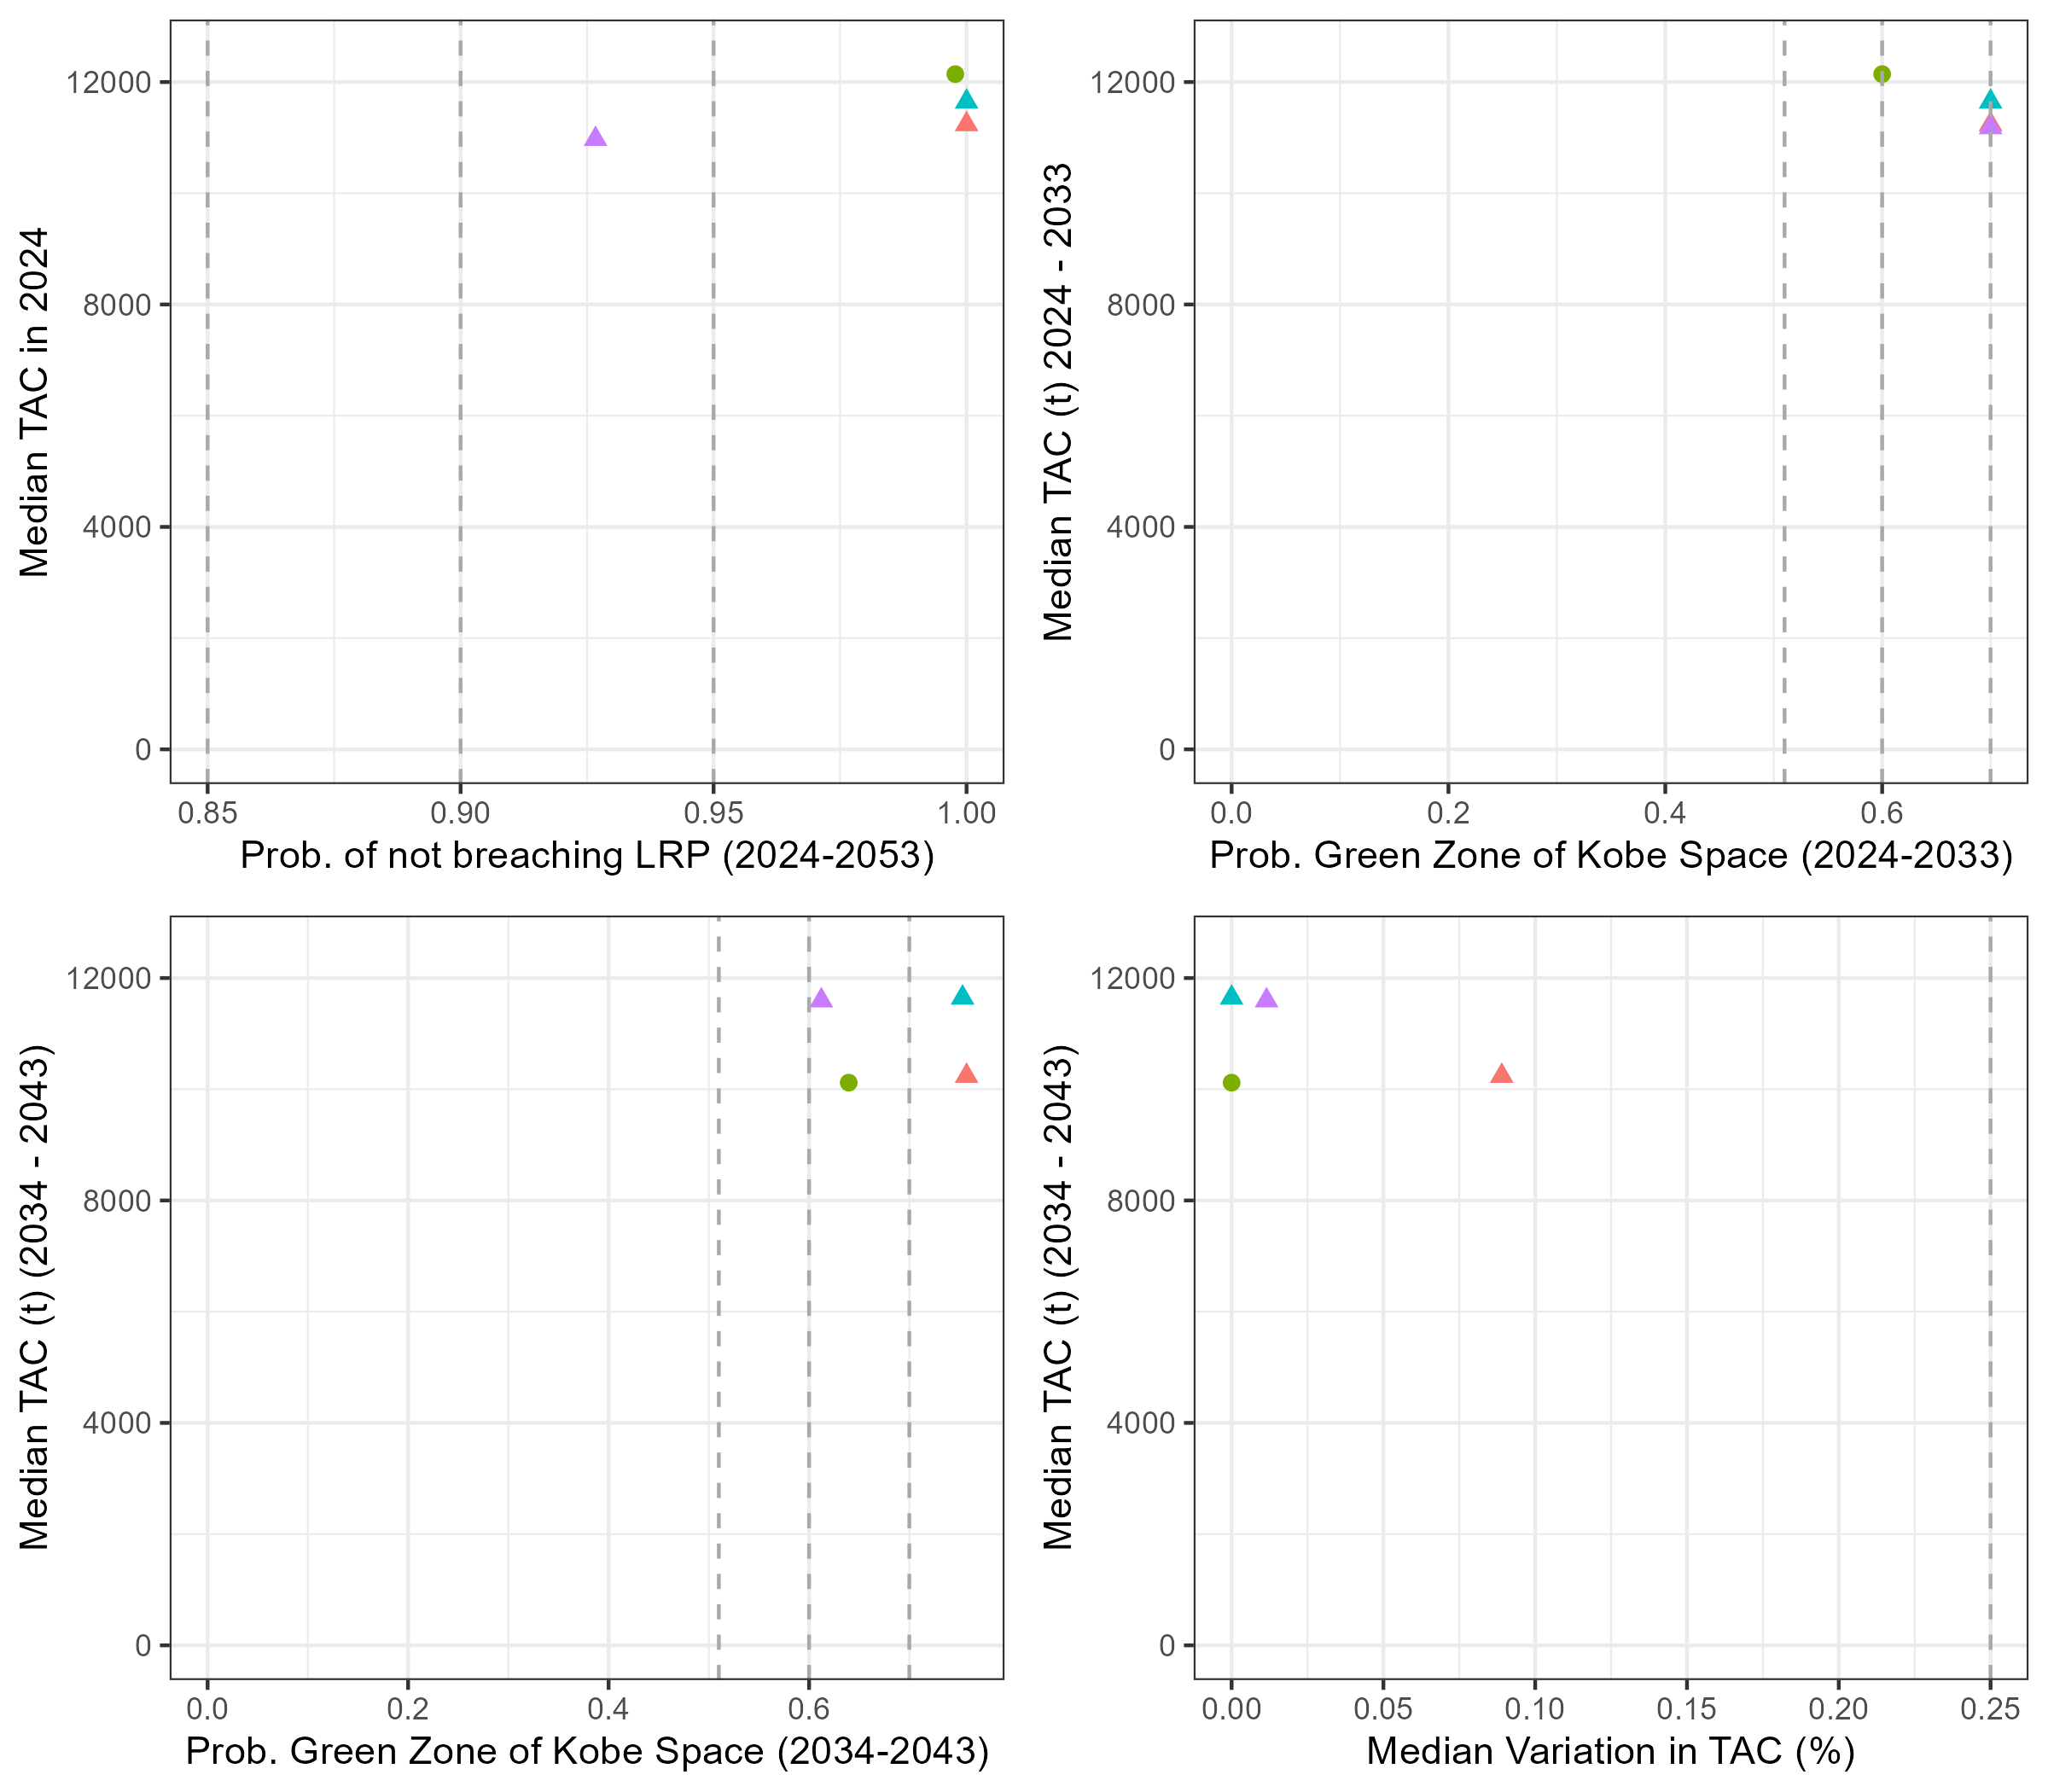 Median TAC in 2024
12000
8000
4000
0
0.85 0.90 0.95 1.00
Prob. of not breaching LRP (2024-2053)
Median TAC (t) 2024 - 2033
12000
8000
4000
0
0.0 0.2 0.4 0.6
Prob. Green Zone of Kobe Space (2024-2033)
Median TAC (t) (2034 - 2043)
12000
8000
4000
0
0.0 0.2 0.4 0.6
Prob. Green Zone of Kobe Space (2034-2043)
Median TAC (t) (2034 - 2043)
12000
8000
4000
0
0.00 0.05 0.10 0.15 0.20 0.25
Median Variation in TAC (%)